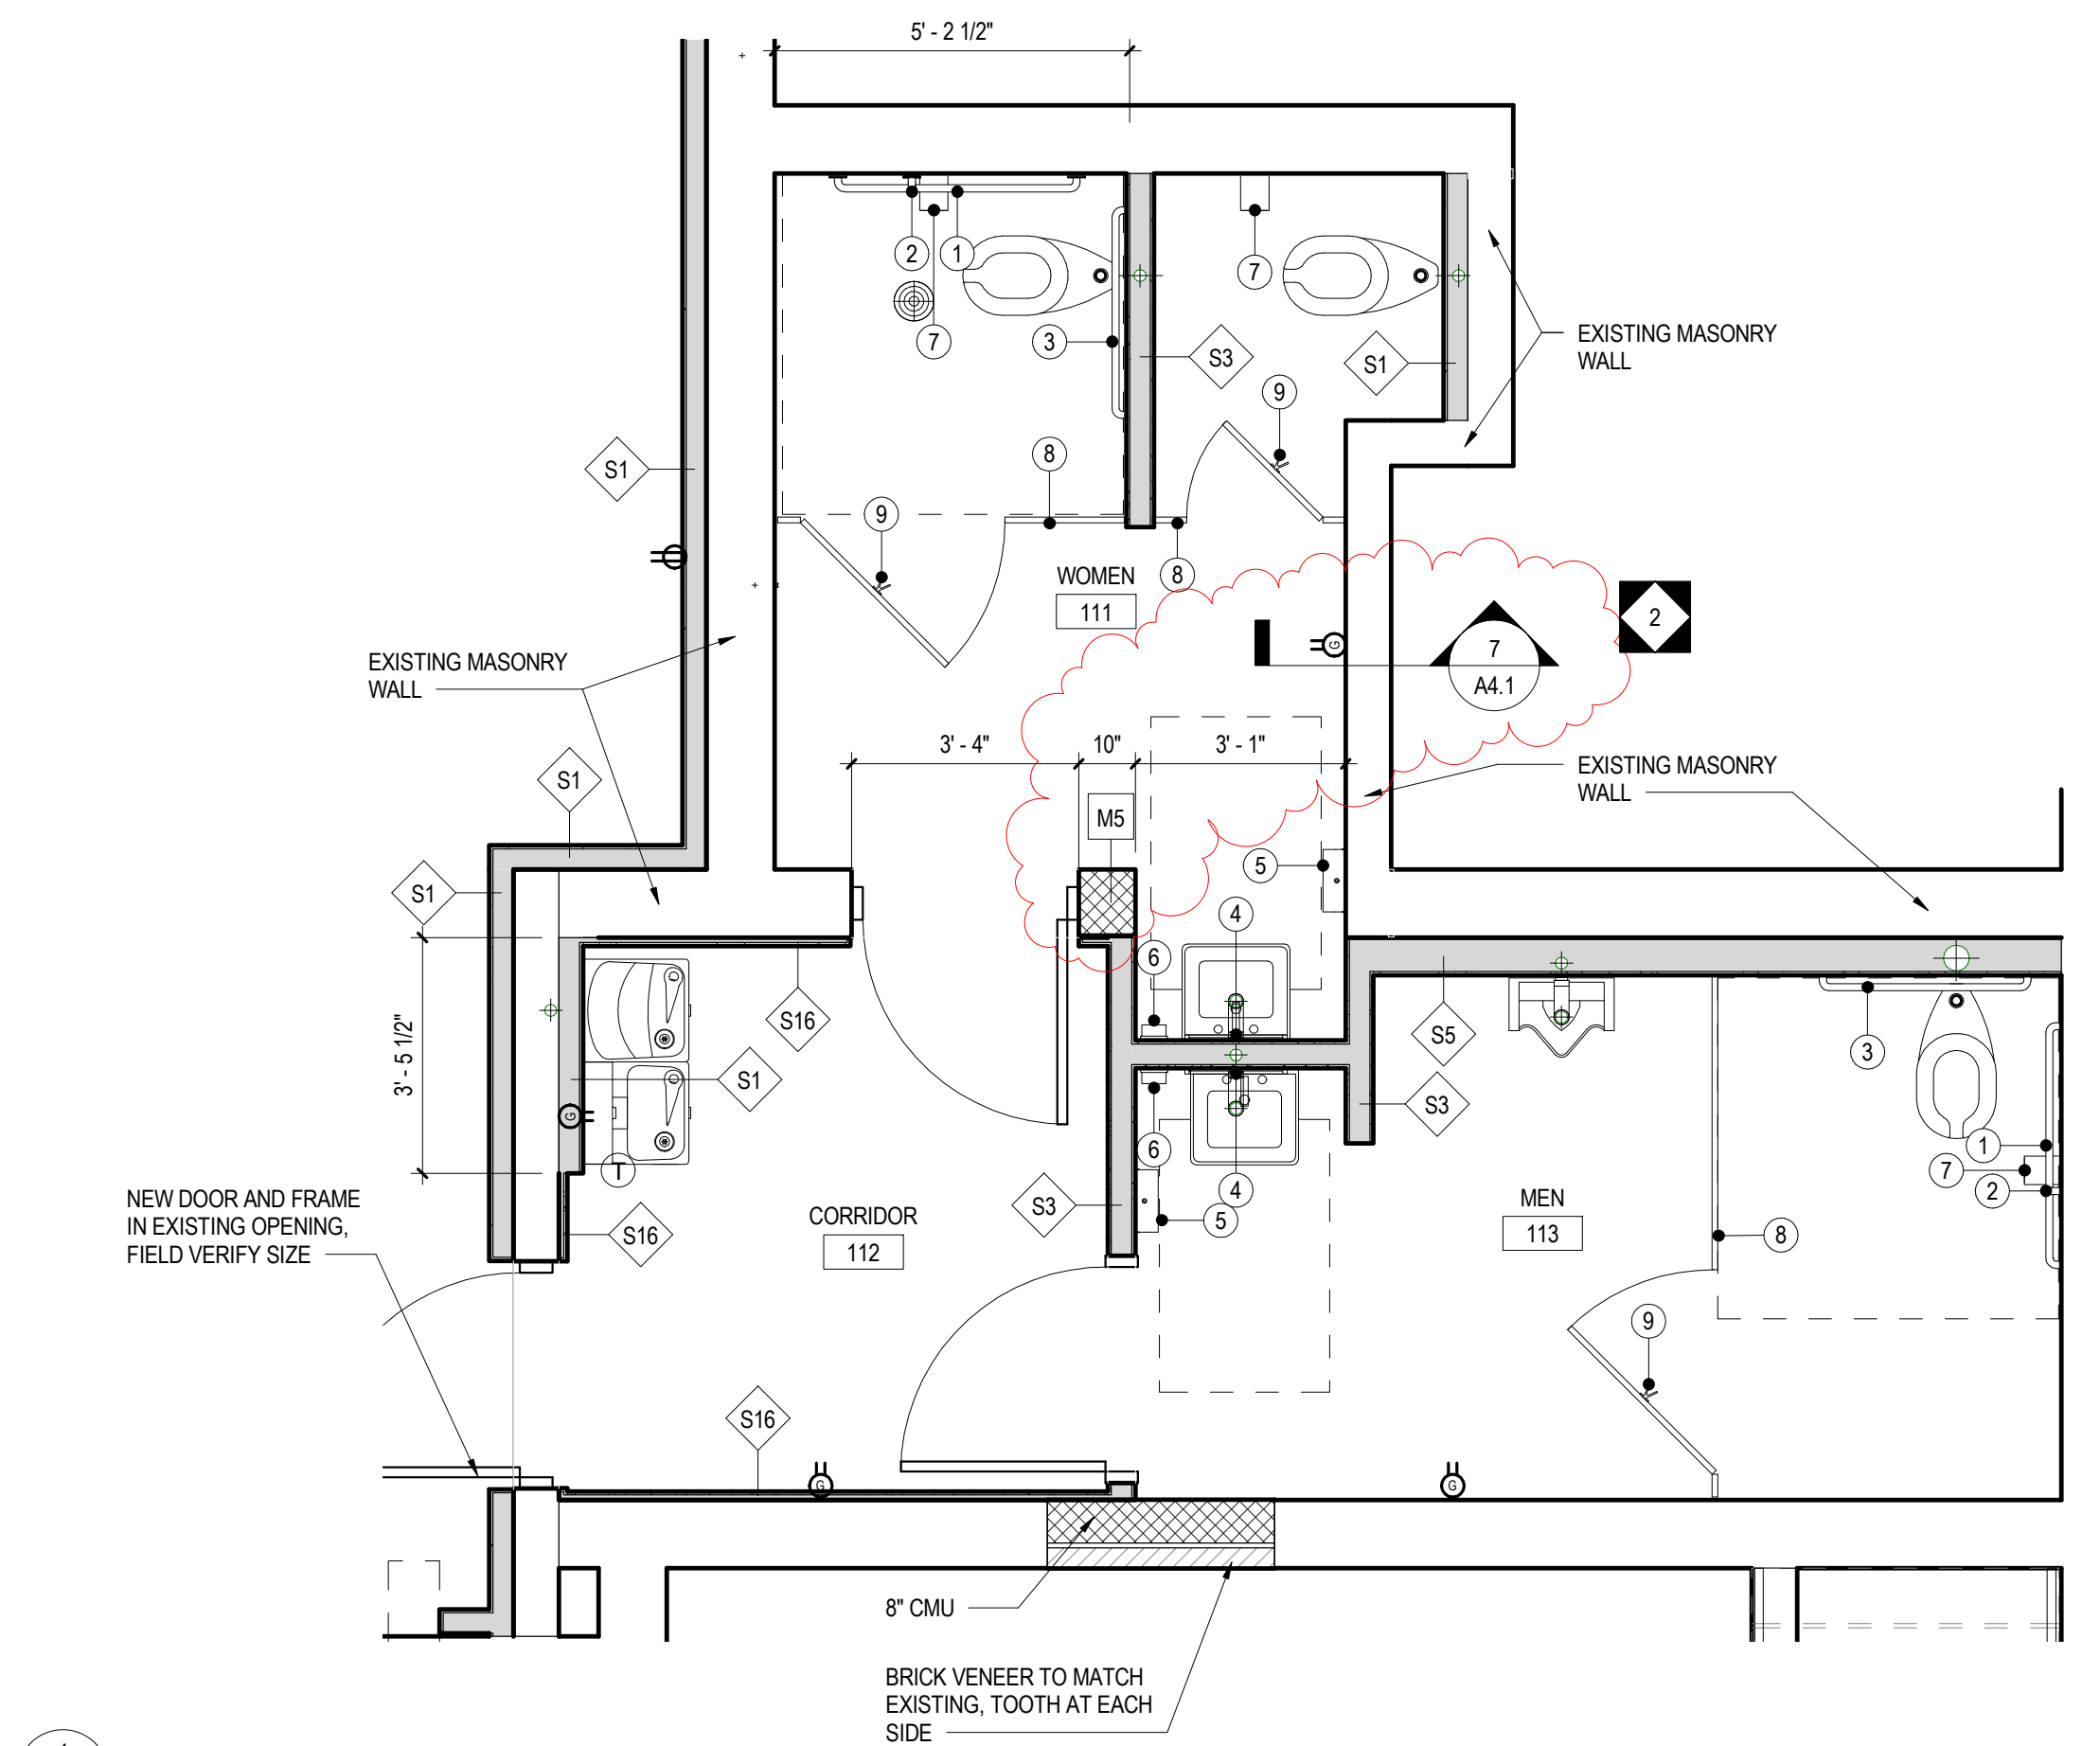 5' - 2 1/2"
2
1
7
7
3
S3
S1
EXISTING MASONRY
WALL
9
8
S1
9
WOMEN
111
8
G
7
A4.1
2
EXISTING MASONRY
WALL
3' - 4"
10"
3' - 1"
EXISTING MASONRY
WALL
S1
M5
5
S1
4
6
S16
S5
3
3' - 5 1/2"
S1
G
S3
6
1
7
2
T
4
5
NEW DOOR AND FRAME
IN EXISTING OPENING,
FIELD VERIFY SIZE
S16
CORRIDOR
112
S3
MEN
113
8
9
S16
G
G
8" CMU
BRICK VENEER TO MATCH
EXISTING, TOOTH AT EACH
SIDE